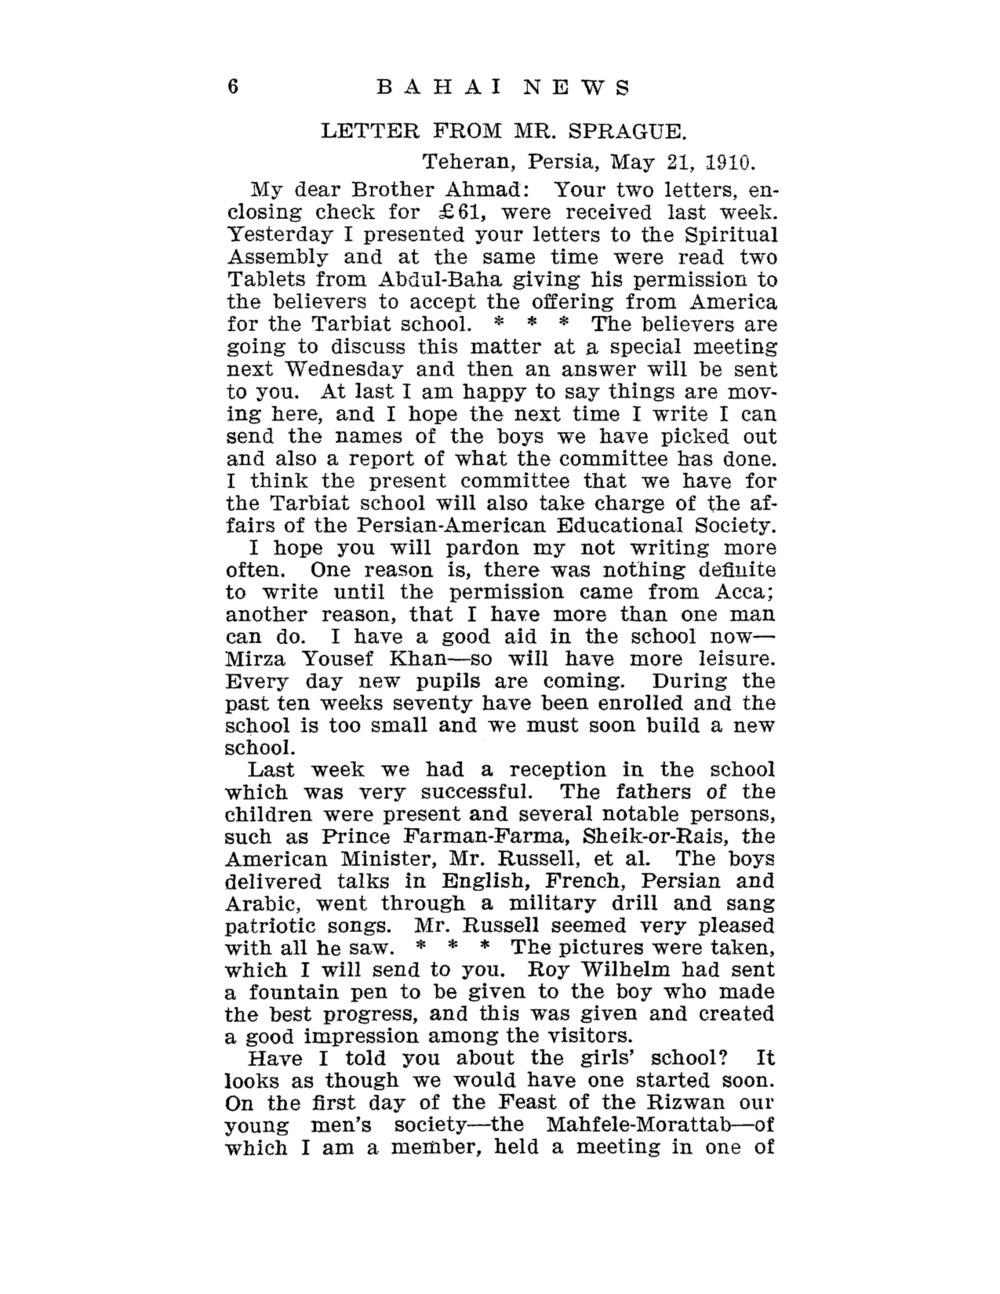 6 BAHAI NEWS
LETTER FROM MR. SPRAGUE.
Teheran, Persia, May 21, 1910.
My dear Brother Ahmad: Your two letters, en-
closing check for £61, were received last week.
Yesterday I presented your letters to the Spiritual
Assembly and at the same time were read two
Tablets from Abdul-Baha giving his permission to
the believers to accept the offering from America
for the Tarbiat school. * * * The believers are
going to discuss this matter at a special meeting
next Wednesday and then an answer will be sent
to you. At last I am happy to say things are mov-
ing here, and I hope the next time I write I can
send the names of the boys we have picked out
and also a report of what the committee has done.
I think the present committee that we have for
the Tarbiat school will also take charge of the af-
fairs of the Persian-American Educational Society.
I hope you will pardon my not writing more
often. One reason is, there was nothing definite
to write until the permission came from Acca;
another reason, that I have more than one man
can do. I have a good aid in the school now—
Mirza Yousef Khan—so will have more leisure.
Every day new pupils are coming. During the
past ten weeks seventy have been enrolled and the
school is too small and we must soon build a new
school.
Last week we had a reception in the school
which was very successful. The fathers of the
children were present and several notable persons,
such as Prince Farman-Farma, Sheik-or-Rais, the
American Minister, Mr. Russell, et al. The boys
delivered talks in English, French, Persian and
Arabic, went through a military drill and sang
patriotic songs. Mr. Russell seemed very pleased
with all he saw. * * * The pictures were taken,
which I will send to you. Roy Wilhelm had sent
a fountain pen to be given to the boy who made
the best progress, and this was given and created
a good impression among the visitors.
Have I told you about the girls' school? It
looks as though we would have one started soon.
On the first day of the Feast of the Rizwan our
young men's society—the Mahfele-Morattab—of
which I am a member, held a meeting in one of